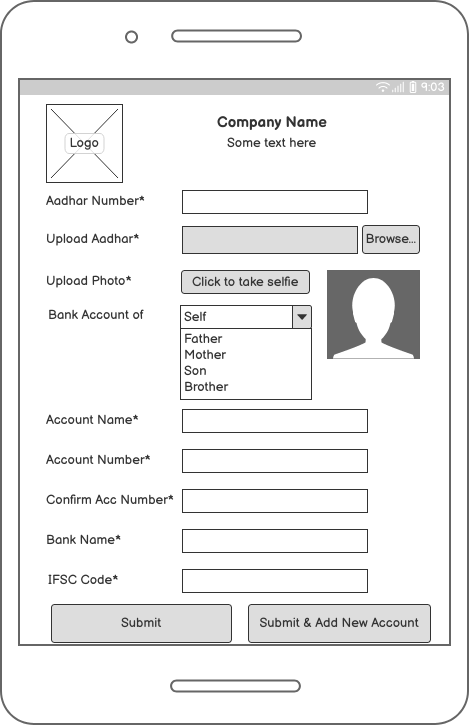 9:03
Logo
Company Name
Some text here
Aadhar Number*
Upload Aadhar*
Browse...
Upload Photo*
Click to take selfie
Bank Account of
Self
Father
Mother
Son
Brother
Account Name*
Account Number*
Confirm Acc Number*
Bank Name*
IFSC Code*
Submit
Submit & Add New Account